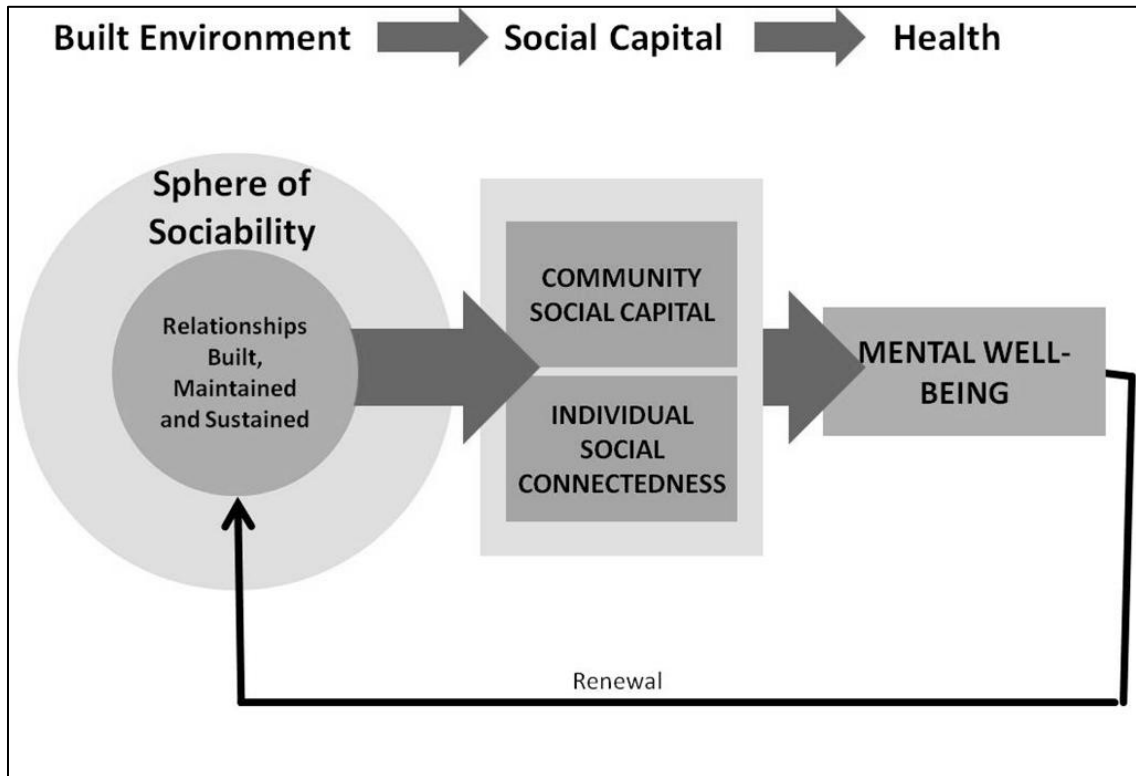 Built Environment Social Capital Health
Sphere of
Sociability
Relationships
Built,
Maintained
and Sustained
COMMUNITY
SOCIAL CAPITAL
INDIVIDUAL
SOCIAL
CONNECTEDNESS
MENTAL WELL-
BEING
Renewal